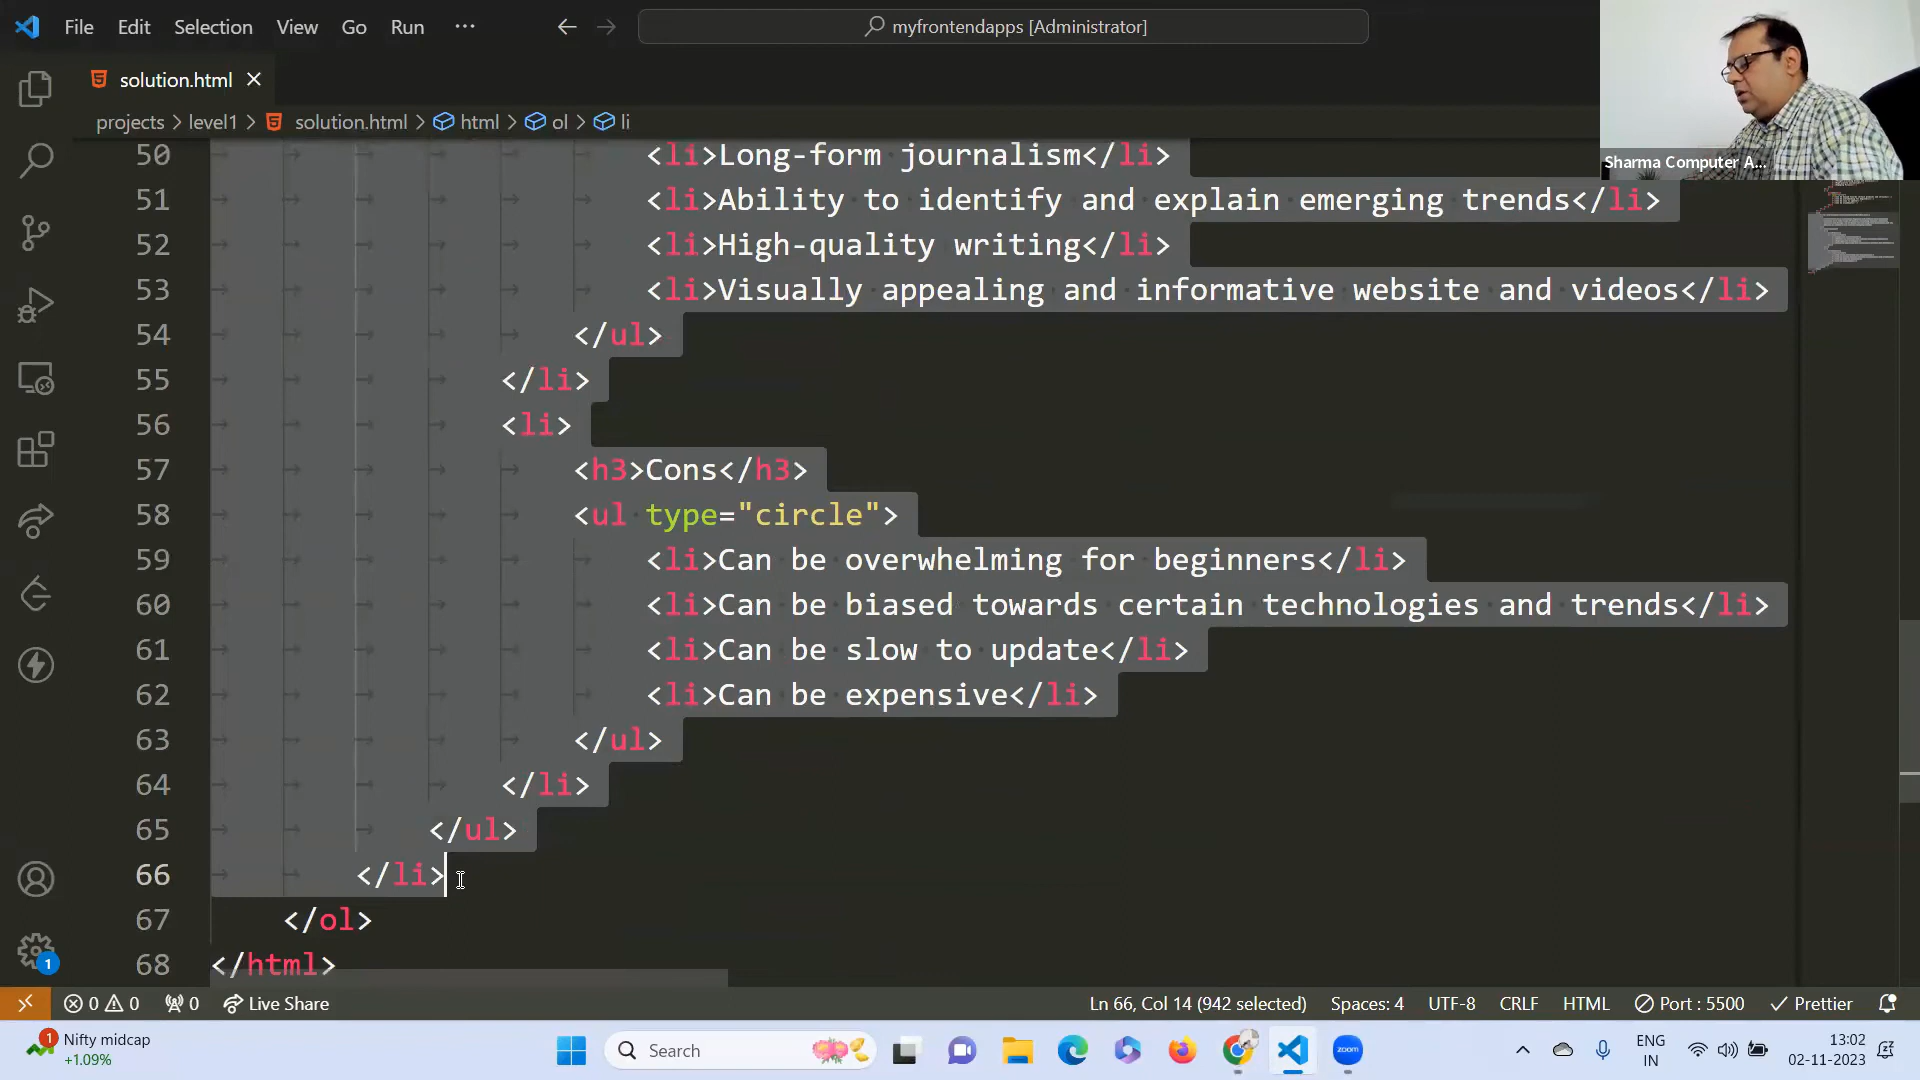 File Edit Selection View Go Run ··· myfrontendapps [Administrator]
solution.html
projects > level1 > solution.html > html > ol > li
Sharma Computer A...
50 <li>Long-form journalism</li>
51 <li>Ability to identify and explain emerging trends</li>
52 <li>High-quality writing</li>
53 <li>Visually appealing and informative website and videos</li>
54 </ul>
55 </li>
56 <li>
57 <h3>Cons</h3>
58 <ul type="circle">
59 <li>Can be overwhelming for beginners</li>
60 <li>Can be biased towards certain technologies and trends</li>
61 <li>Can be slow to update</li>
62 <li>Can be expensive</li>
63 </ul>
64 </li>
65 </ul>
66 </li>
67 </ol>
68 </html>
1
0 0 0 Live Share Ln 66, Col 14 (942 selected) Spaces: 4 UTF-8 CRLF HTML Port : 5500 Prettier
1 Nifty midcap
+1.09%
Search
zoom
ENG
IN
13:02
02-11-2023